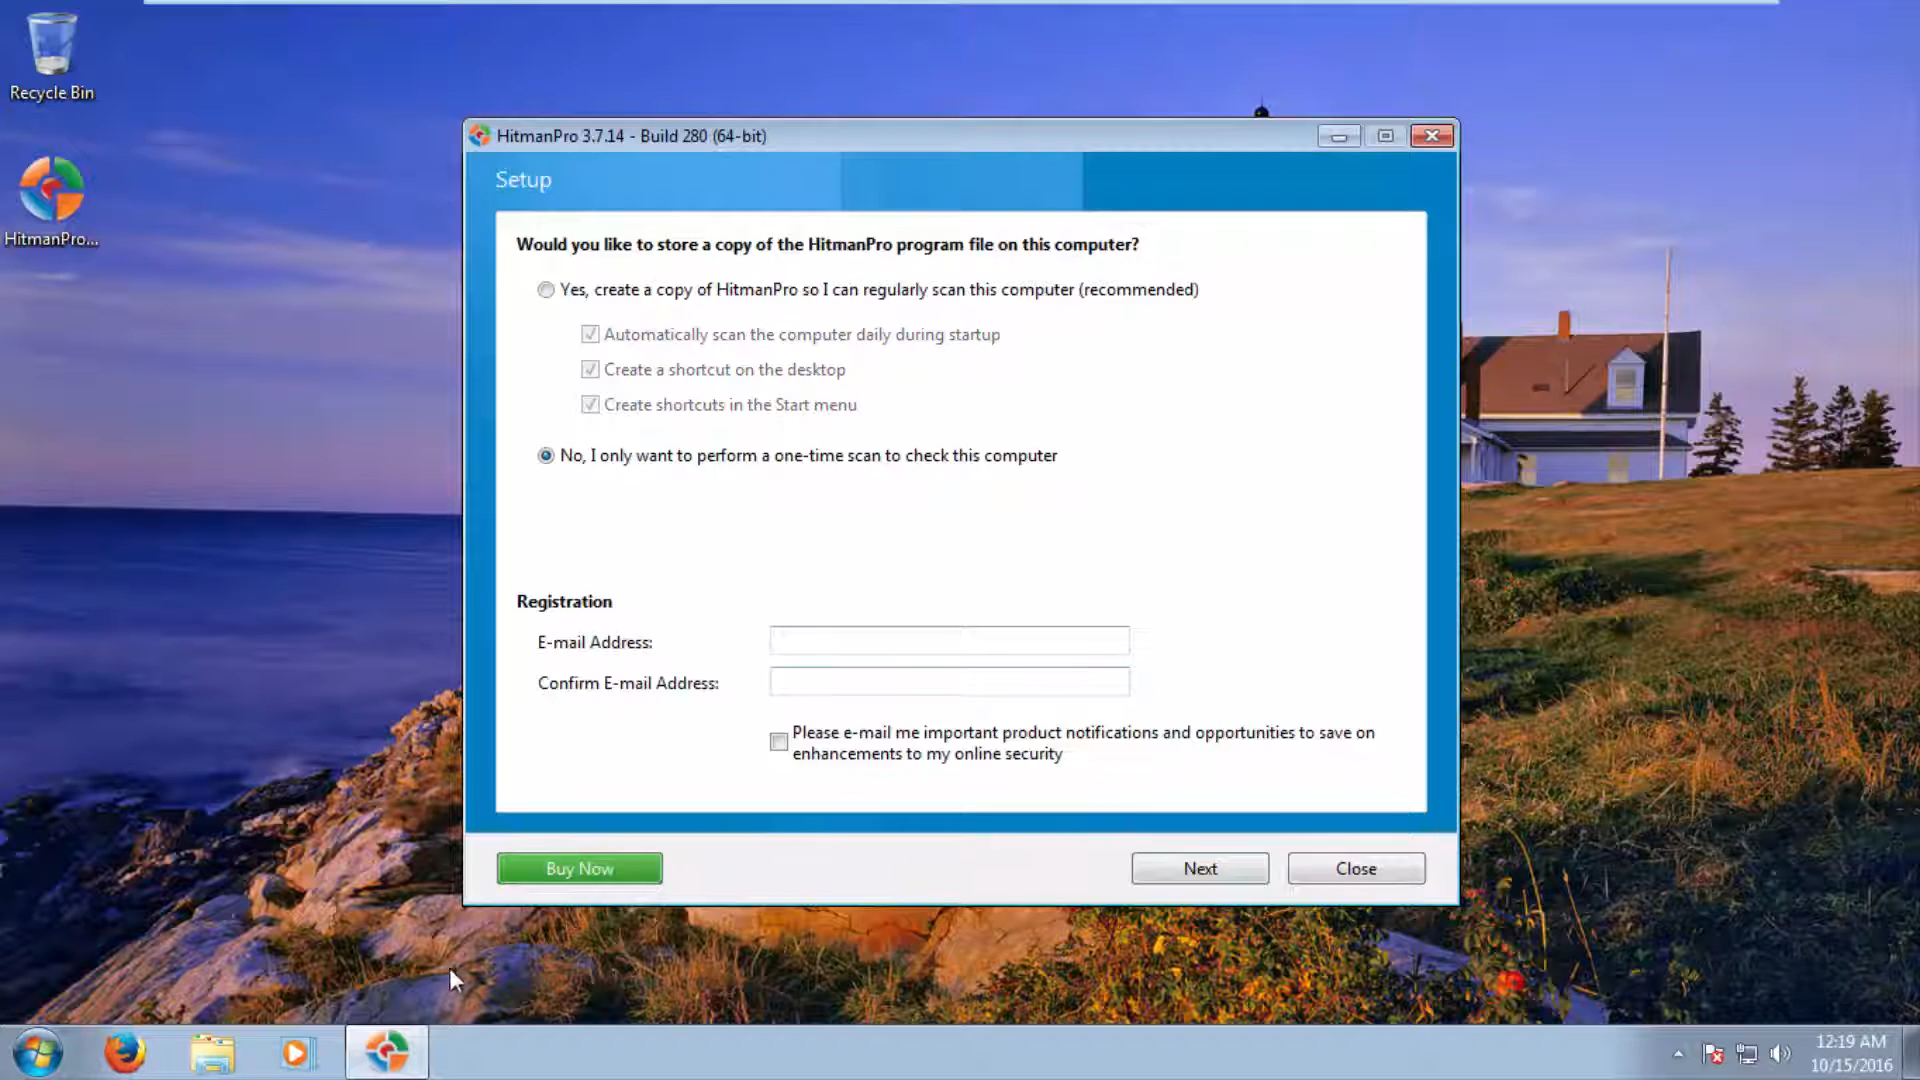 Recycle Bin
HitmanPro...
HitmanPro 3.7.14 - Build 280 (64-bit)
Setup
Would you like to store a copy of the HitmanPro program file on this computer?
Yes, create a copy of HitmanPro so I can regularly scan this computer (recommended)
Automatically scan the computer daily during startup
Create a shortcut on the desktop
Create shortcuts in the Start menu
No, I only want to perform a one-time scan to check this computer
Registration
E-mail Address:
Confirm E-mail Address:
Please e-mail me important product notifications and opportunities to save on
enhancements to my online security
Buy Now
Next
Close
12:19 AM
10/15/2016